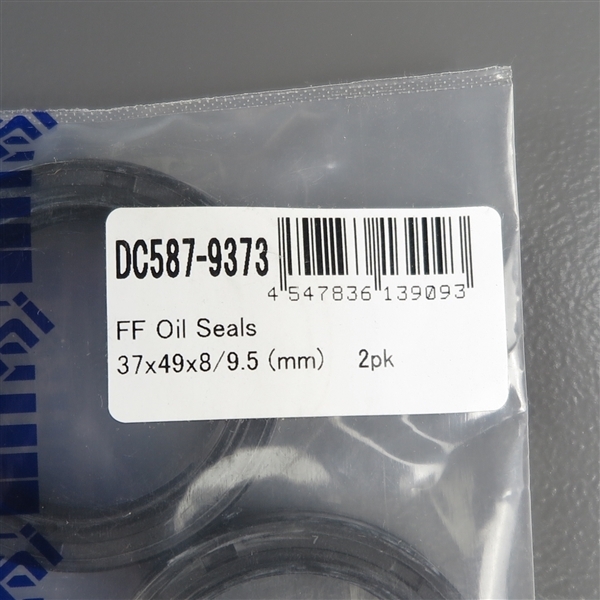 DC587-9373
4 547836 139093
FF Oil Seals
37x49x8/9.5 (mm) 2pk